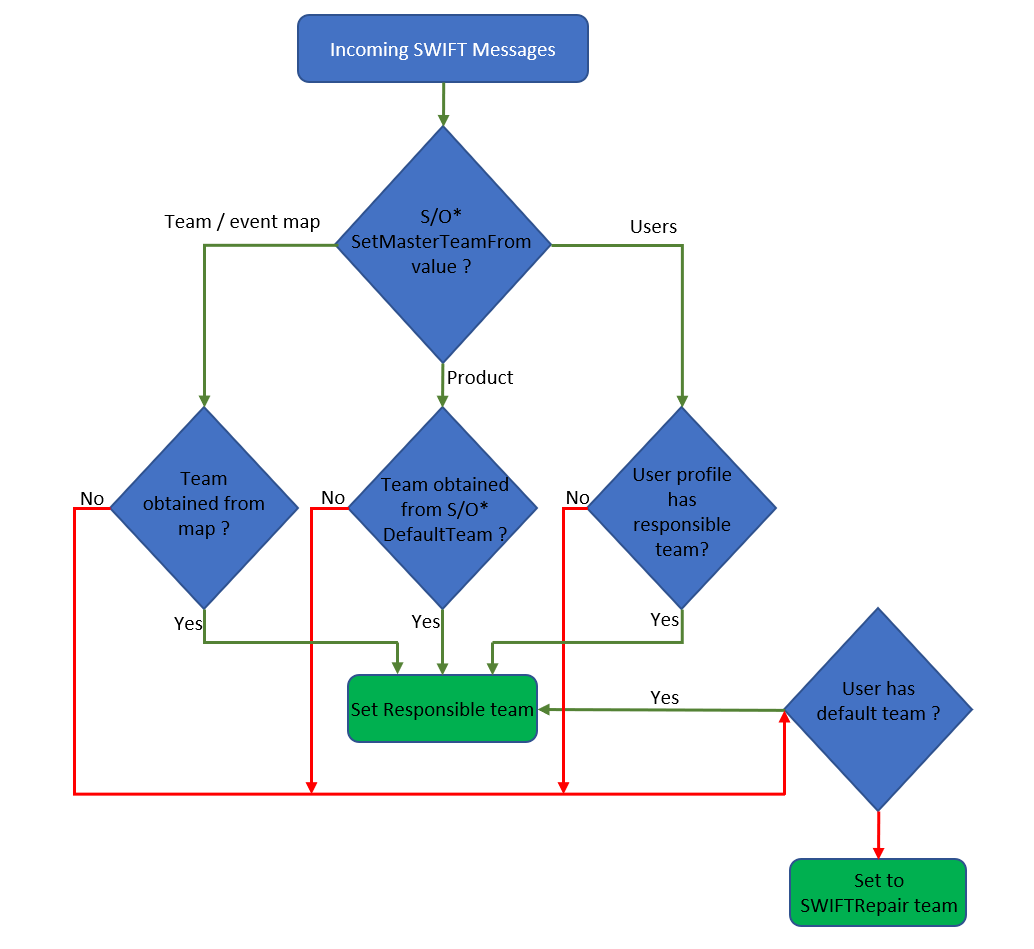 Incoming SWIFT Messages
S/O*
SetMasterTeamFrom
value ?
Team / event map
Users
Product
Team
obtained from
map ?
Team obtained
from S/O*
DefaultTeam ?
User profile
has
responsible
team?
No
No
No
Yes
Yes
Yes
Set Responsible team
Yes
User has
default team ?
Set to
SWIFTRepair team